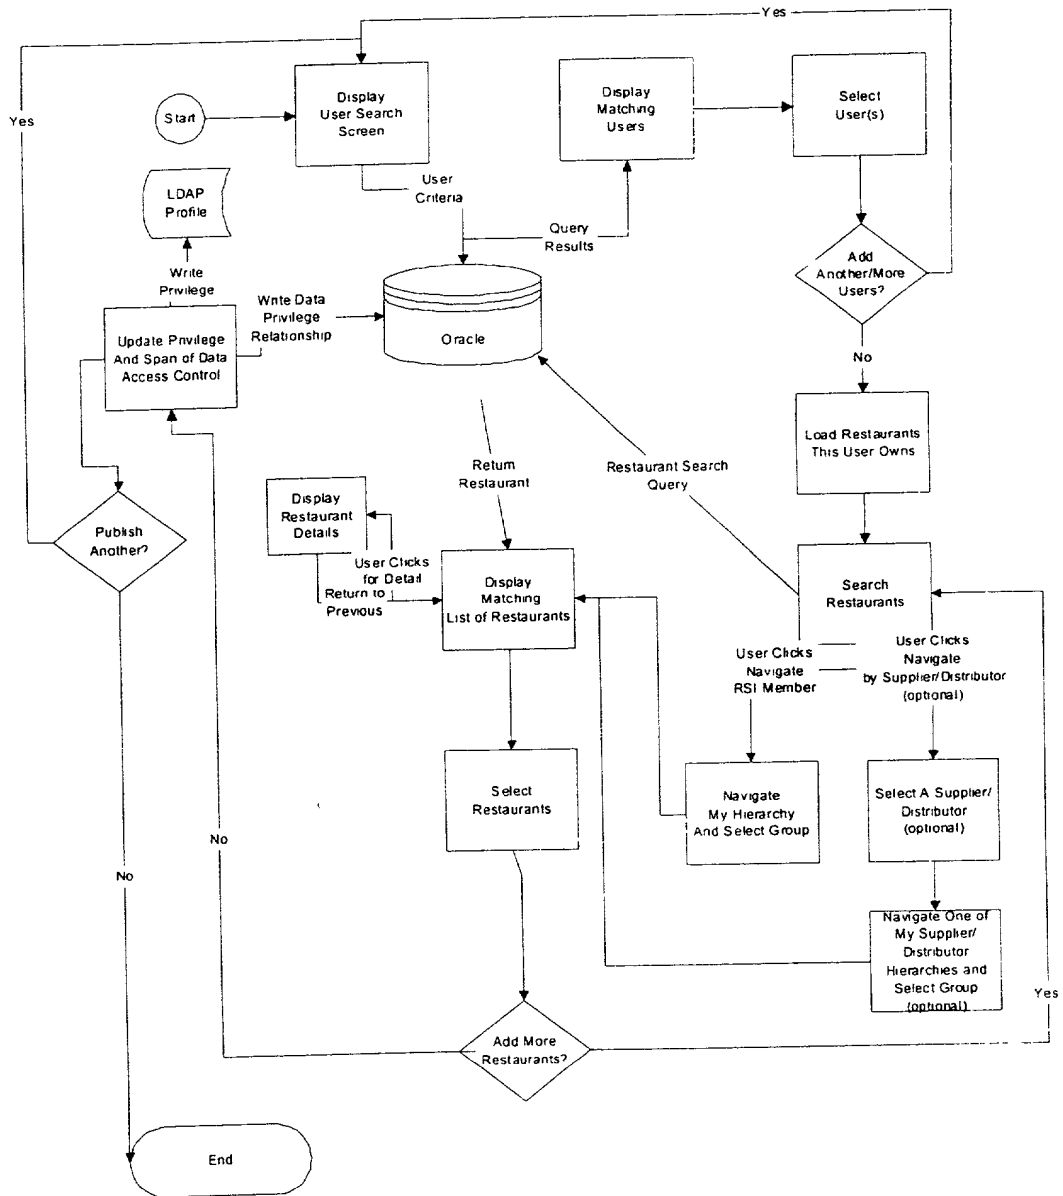 Yes
Yes
Start
Display
User Search
Screen
Display
Matching
Users
Select
User(s)
LDAP
Profile
User
Criteria
Query
Results
Add
Another/More
Users?
Write
Privilege
Write Data
Privilege
Relationship
Oracle
Update Privilege
And Span of Data
Access Control
No
Load Restaurants
This User Owns
Return
Restaurant
Restaurant Search
Query
Display
Restaurant
Details
Publish
Another?
User Clicks
for Detail
Return to
Previous
Display
Matching
List of Restaurants
Search
Restaurants
User Clicks
Navigate
RSI Member
User Clicks
Navigate
by Supplier/Distributor
(optional)
Select
Restaurants
Navigate
My Hierarchy
And Select Group
Select A Supplier/
Distributor
(optional)
No
No
Navigate One of
My Supplier/
Distributor
Hierarchies and
Select Group
(optional)
Yes
Add More
Restaurants?
End